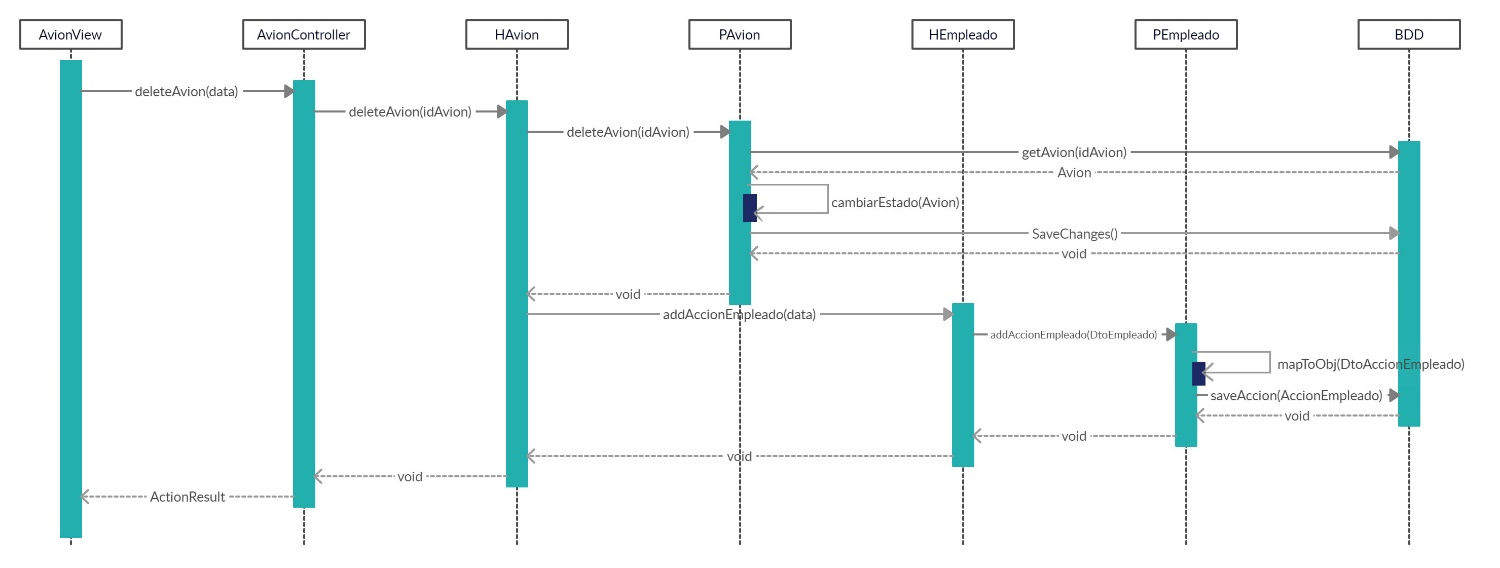 AvionView
AvionController
HAvion
PAvion
HEmpleado
PEmpleado
BDD
deleteAvion(data)
deleteAvion(idAvion)
deleteAvion(idAvion)
getAvion(idAvion)
Avion
cambiarEstado(Avion)
SaveChanges()
void
void
addAccionEmpleado(data)
addAccionEmpleado(DtoEmpleado)
mapToObj(DtoAccionEmpleado)
saveAccion(AccionEmpleado)
void
void
void
void
ActionResult